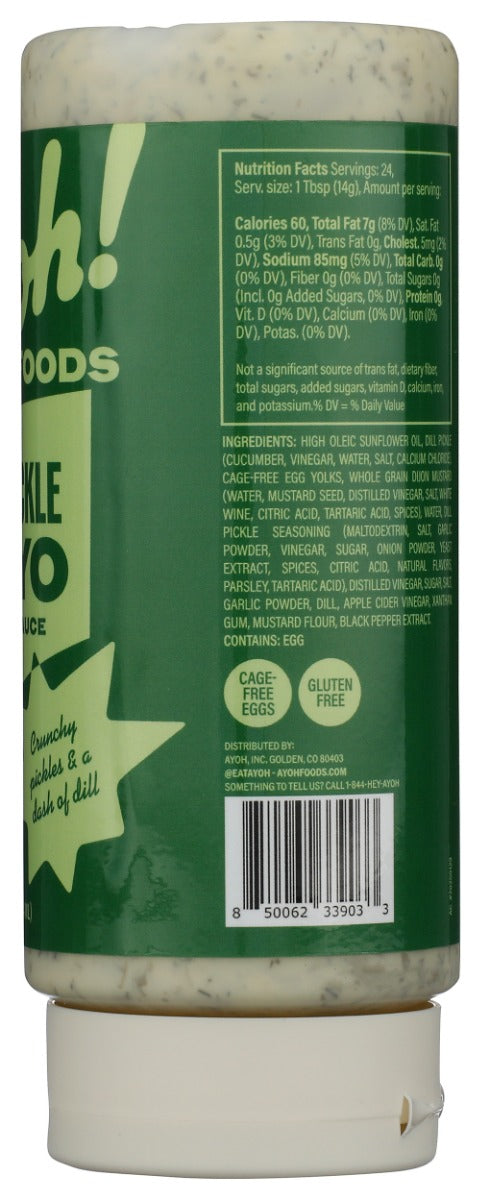 oh!
FOODS
CKLE
YO
UCE
Crunchy
pickles & a
dash of dill
Nutrition Facts Servings: 24,
Serv. size: 1 Tbsp (14g), Amount per serving:
Calories 60, Total Fat 7g (8% DV), Sat. Fat
0.5g (3% DV), Trans Fat 0g, Cholest. 5mg (2%
DV), Sodium 85mg (5% DV), Total Carb. 0g
(0% DV), Fiber 0g (0% DV), Total Sugars 0g
(Incl. 0g Added Sugars, 0% DV), Protein 0g,
Vit. D (0% DV), Calcium (0% DV), Iron (0%
DV), Potas. (0% DV).
Not a significant source of trans fat, dietary fiber,
total sugars, added sugars, vitamin D, calcium, iron,
and potassium.% DV = % Daily Value
INGREDIENTS: HIGH OLEIC SUNFLOWER OIL, DILL PICKLE
(CUCUMBER, VINEGAR, WATER, SALT, CALCIUM CHLORIDE),
CAGE-FREE EGG YOLKS, WHOLE GRAIN DIJON MUSTARD
(WATER, MUSTARD SEED, DISTILLED VINEGAR, SALT, WHITE
WINE, CITRIC ACID, TARTARIC ACID, SPICES), WATER, DILL
PICKLE SEASONING (MALTODEXTRIN, SALT, GARLIC
POWDER, VINEGAR, SUGAR, ONION POWDER, YEAST
EXTRACT, SPICES, CITRIC ACID, NATURAL FLAVORS,
PARSLEY, TARTARIC ACID), DISTILLED VINEGAR, SUGAR, SALT,
GARLIC POWDER, DILL, APPLE CIDER VINEGAR, XANTHAN
GUM, MUSTARD FLOUR, BLACK PEPPER EXTRACT.
CONTAINS: EGG
CAGE-
FREE
EGGS
GLUTEN
FREE
DISTRIBUTED BY:
AYOH, INC. GOLDEN, CO 80403
@EATAYOH - AYOHFOODS.COM
SOMETHING TO TELL US? CALL 1-844-HEY-AYOH
8 50062 33903 3